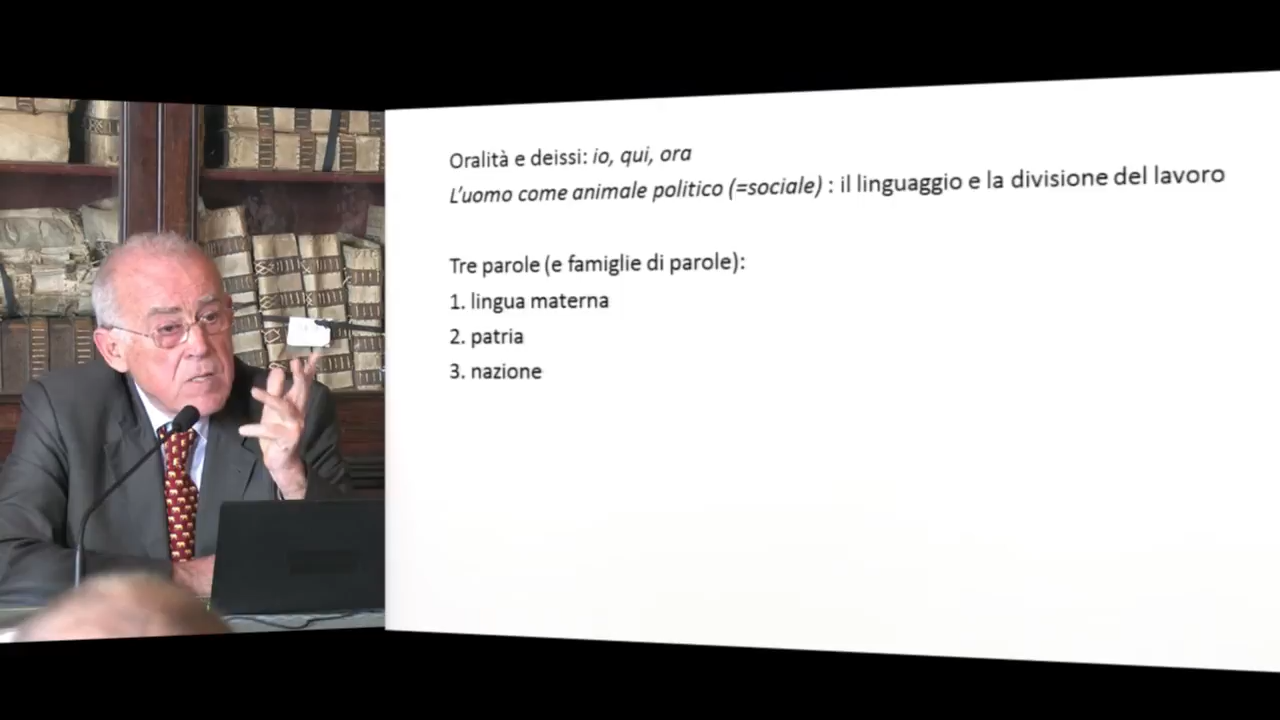 Oralità e deissi: io, qui, ora
L'uomo come animale politico (=sociale) : il linguaggio e la divisione del lavoro
Tre parole (e famiglie di parole):
1. lingua materna
2. patria
3. nazione